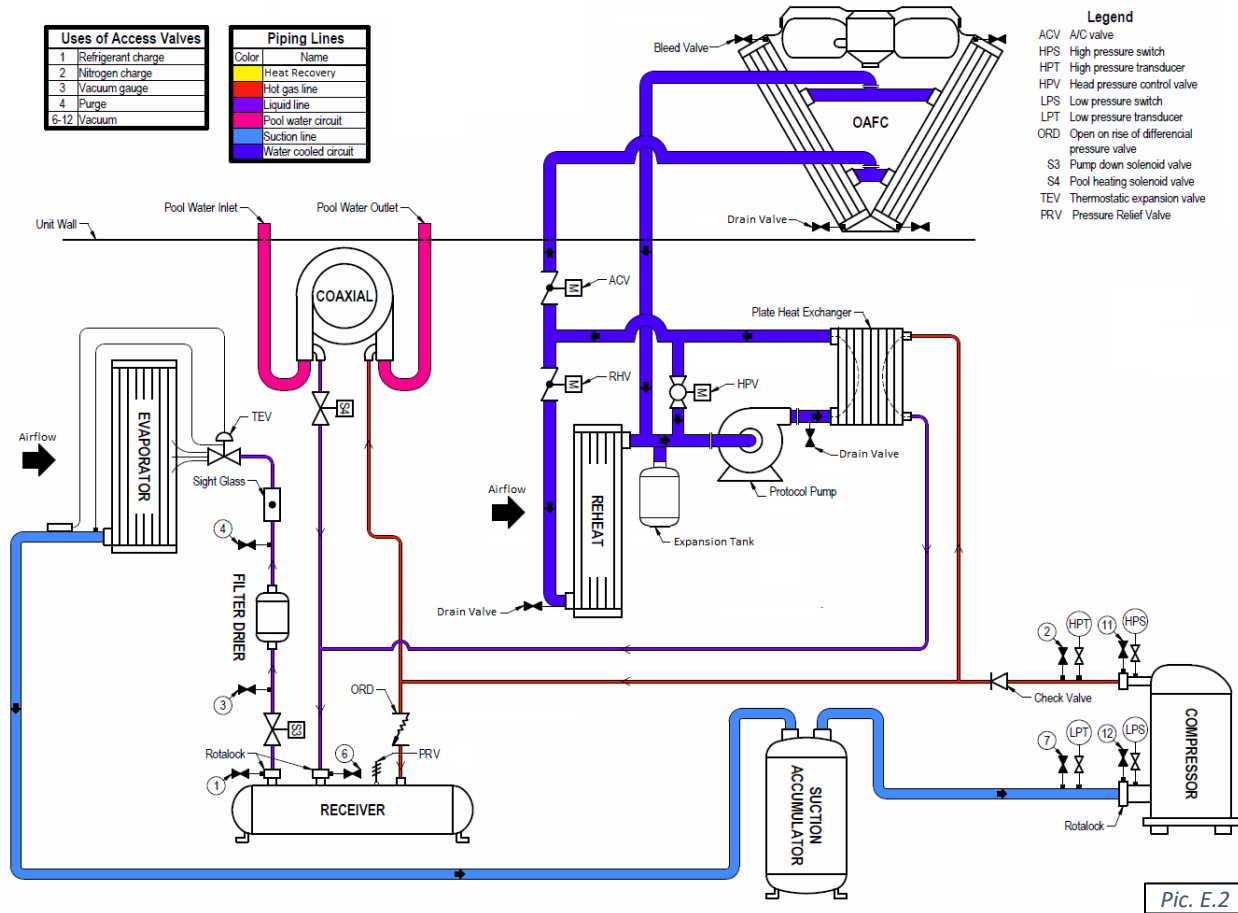 Uses of Access Valves
1 Refrigerant charge
2 Nitrogen charge
3 Vacuum gauge
4 Purge
6-12 Vacuum
Piping Lines
Color Name
Heat Recovery
Hot gas line
Liquid line
Pool water circuit
Suction line
Water cooled circuit
Legend
ACV A/C valve
HPS High pressure switch
HPT High pressure transducer
HPV Head pressure control valve
LPS Low pressure switch
LPT Low pressure transducer
ORD Open on rise of differencial
pressure valve
S3 Pump down solenoid valve
S4 Pool heating solenoid valve
TEV Thermostatic expansion valve
PRV Pressure Relief Valve
Bleed Valve
OAFC
Drain Valve
Pool Water Inlet
Pool Water Outlet
Unit Wall
COAXIAL
ACV
M
Plate Heat Exchanger
RHV
M
HPV
M
S4
TEV
EVAPORATOR
Airflow
Sight Glass
4
FILTER DRIER
3
S3
Airflow
REHEAT
Drain Valve
Protocol Pump
Expansion Tank
Drain Valve
ORD
Rotalock
6
PRV
1
RECEIVER
SUCTION
ACCUMULATOR
2
HPT
11
HPS
Check Valve
COMPRESSOR
7
LPT
12
LPS
Rotalock
Pic. E.2